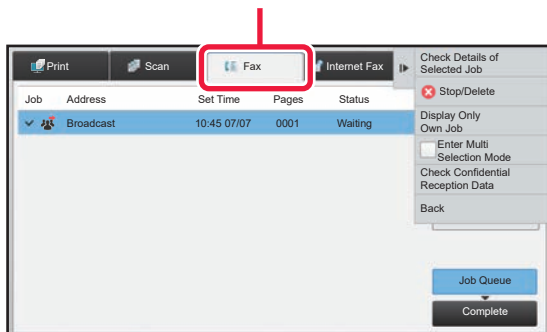 Print
Scan
Fax
Internet Fax
Job Address Set Time Pages Status
Broadcast 10:45 07/07 0001 Waiting
Check Details of
Selected Job
Stop/Delete
Display Only
Own Job
Enter Multi
Selection Mode
Check Confidential
Reception Data
Back
Job Queue
Complete